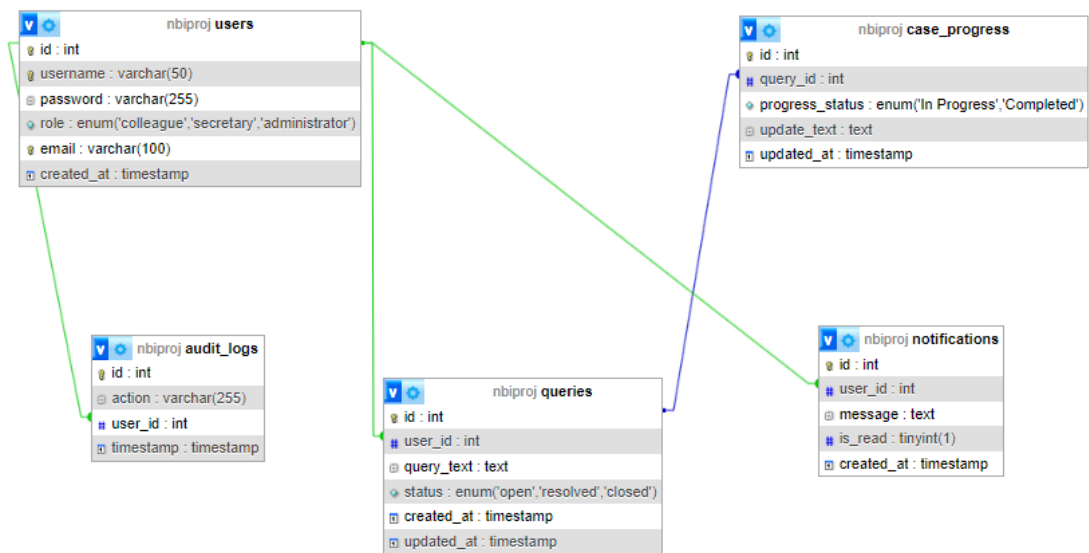 nbiproj users
id : int
username : varchar(50)
password : varchar(255)
role : enum('colleague','secretary','administrator')
email : varchar(100)
created_at : timestamp
nbiproj case_progress
id : int
query_id : int
progress_status : enum('In Progress','Completed')
update_text : text
updated_at : timestamp
nbiproj audit_logs
id : int
action : varchar(255)
user_id : int
timestamp : timestamp
nbiproj queries
id : int
user_id : int
query_text : text
status : enum('open','resolved','closed')
created_at : timestamp
updated_at : timestamp
nbiproj notifications
id : int
user_id : int
message : text
is_read : tinyint(1)
created_at : timestamp